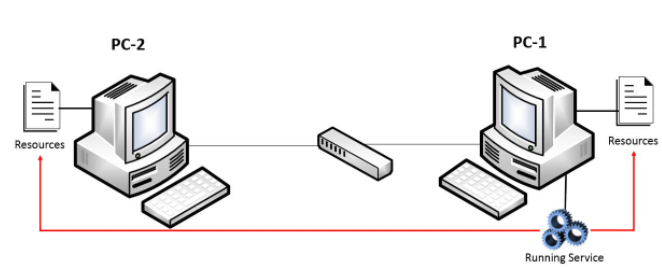 PC-2
PC-1
Resources
Resources
Running Service